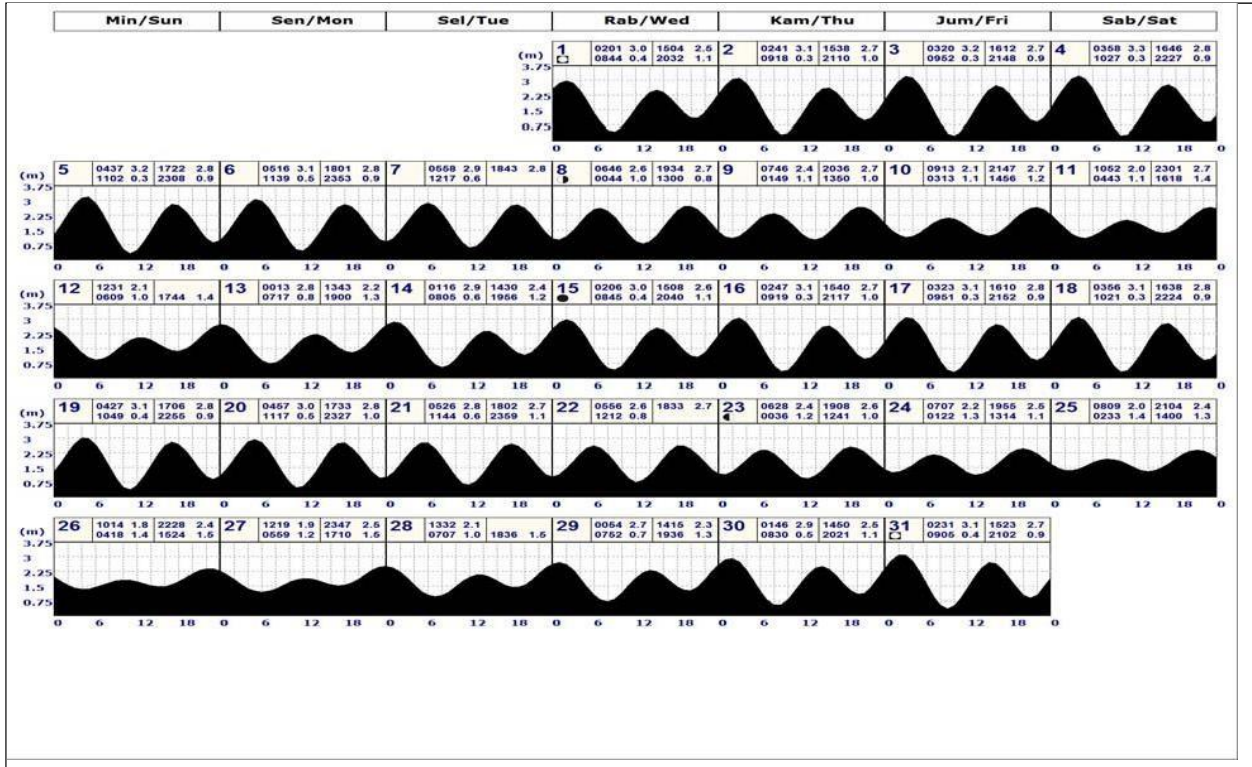 Min/Sun Sen/Mon Sel/Tue Rab/Wed Kam/Thu Jum/Fri Sab/Sat
(m) 1 0201 3.0 1504 2.5 2 0241 3.1 1538 2.7 3 0320 3.2 1612 2.7 4 0358 3.3 1646 2.8
0844 0.4 2032 1.1 0918 0.3 2110 1.0 0952 0.3 2148 0.9 1027 0.3 2227 0.9
3.75
3
2.25
1.5
0.75
(m) 5 0437 3.2 1722 2.8 6 0516 3.1 1801 2.8 7 0558 2.9 1843 2.8 8 0646 2.6 1934 2.7 9 0746 2.4 2036 2.7 10 0913 2.1 2147 2.7 11 1052 2.0 2301 2.7
1102 0.3 2308 0.9 1139 0.5 2353 0.9 1217 0.6 0044 1.0 1300 0.8 0149 1.1 1350 1.0 0313 1.1 1456 1.2 0443 1.1 1618 1.4
3.75
3
2.25
1.5
0.75
0 6 12 18 0 6 12 18 0 6 12 18 0 6 12 18 0 6 12 18 0 6 12 18 0 6 12 18 0
(m) 12 1231 2.1 13 0013 2.8 1343 2.2 14 0116 2.9 1430 2.4 15 0206 3.0 1508 2.6 16 0247 3.1 1540 2.7 17 0323 3.1 1610 2.8 18 0356 3.1 1638 2.8
0609 1.0 1744 1.4 0717 0.8 1900 1.3 0805 0.6 1956 1.2 0845 0.4 2040 1.1 0919 0.3 2117 1.0 0951 0.3 2152 0.9 1021 0.3 2224 0.9
3.75
3
2.25
1.5
0.75
0 6 12 18 0 6 12 18 0 6 12 18 0 6 12 18 0 6 12 18 0 6 12 18 0 6 12 18 0
(m) 19 0427 3.1 1706 2.8 20 0457 3.0 1733 2.8 21 0526 2.8 1802 2.7 22 0556 2.6 1833 2.7 23 0628 2.4 1908 2.6 24 0707 2.2 1955 2.5 25 0809 2.0 2104 2.4
1049 0.4 2255 0.9 1117 0.5 2327 1.0 1144 0.6 2359 1.1 1212 0.8 0036 1.2 1241 1.0 0122 1.3 1314 1.1 0233 1.4 1400 1.3
3.75
3
2.25
1.5
0.75
0 6 12 18 0 6 12 18 0 6 12 18 0 6 12 18 0 6 12 18 0 6 12 18 0 6 12 18 0
(m) 26 1014 1.8 2228 2.4 27 1219 1.9 2347 2.5 28 1332 2.1 29 0054 2.7 1415 2.3 30 0146 2.9 1450 2.5 31 0231 3.1 1523 2.7
0418 1.4 1524 1.5 0559 1.2 1710 1.5 0707 1.0 1836 1.5 0752 0.7 1936 1.3 0830 0.5 2021 1.1 0905 0.4 2102 0.9
3.75
3
2.25
1.5
0.75
0 6 12 18 0 6 12 18 0 6 12 18 0 6 12 18 0 6 12 18 0 6 12 18 0